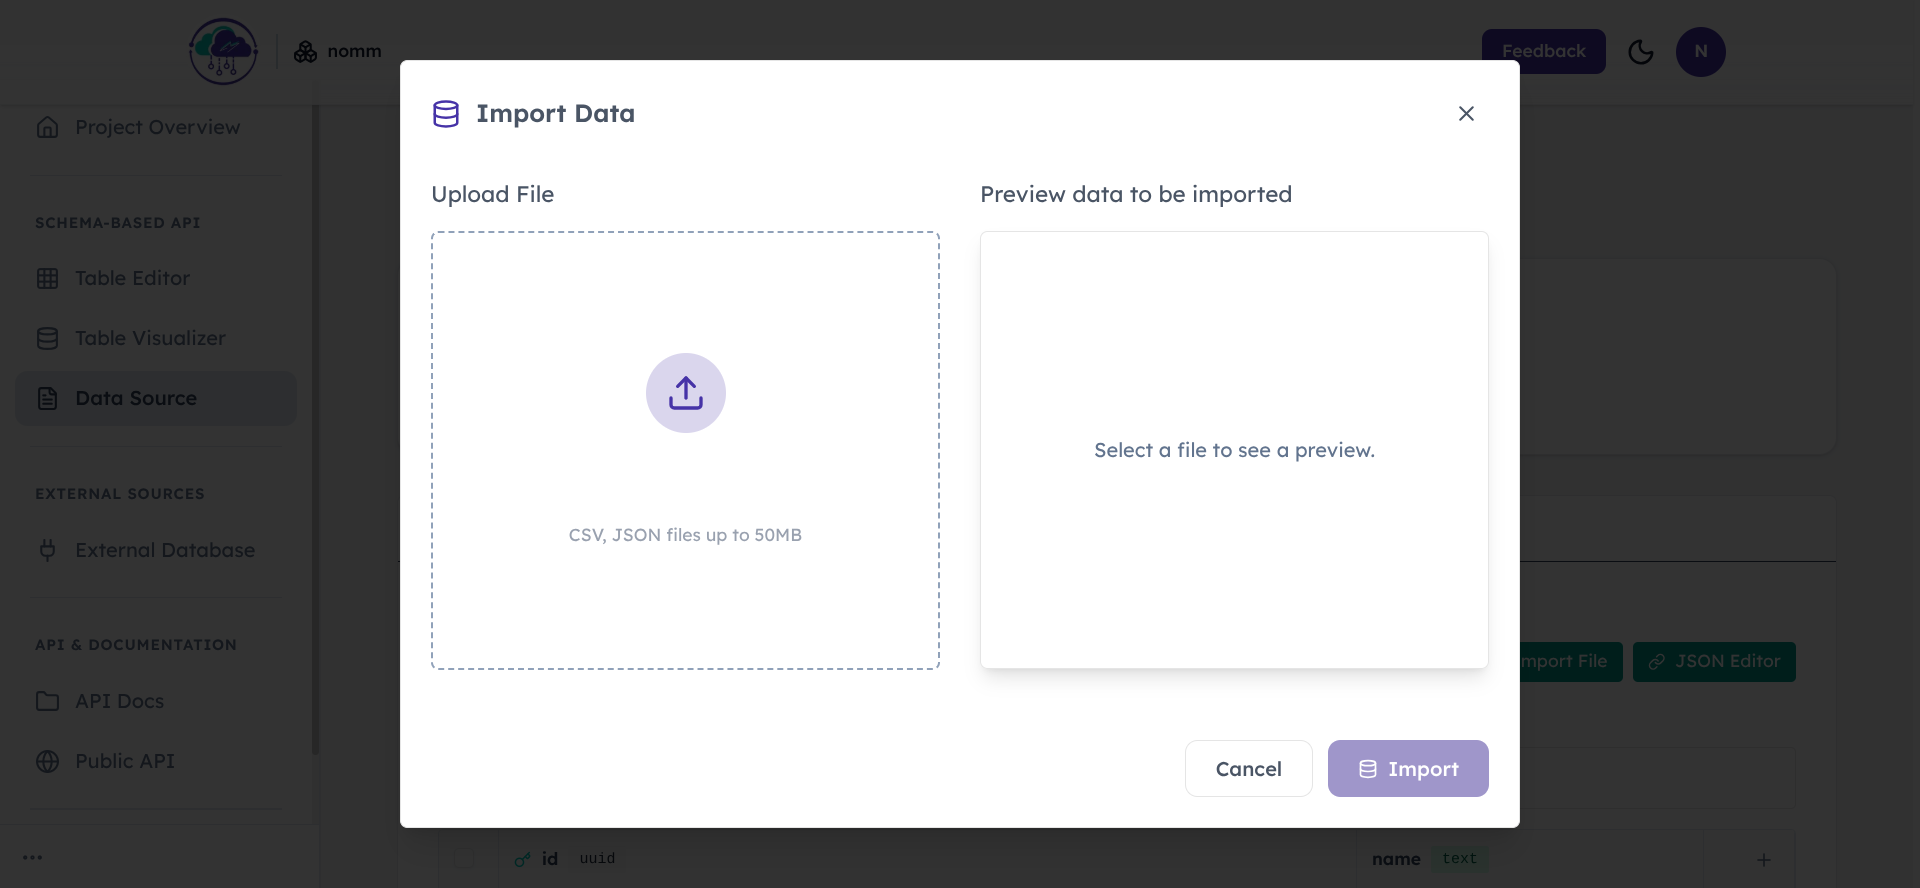 nomm
Feedback
N
Project Overview
SCHEMA-BASED API
Table Editor
Table Visualizer
Data Source
EXTERNAL SOURCES
External Database
API & DOCUMENTATION
API Docs
Public API
Import Data
Upload File
CSV, JSON files up to 50MB
Preview data to be imported
Select a file to see a preview.
Cancel
Import
mport File
JSON Editor
id uuid
name text